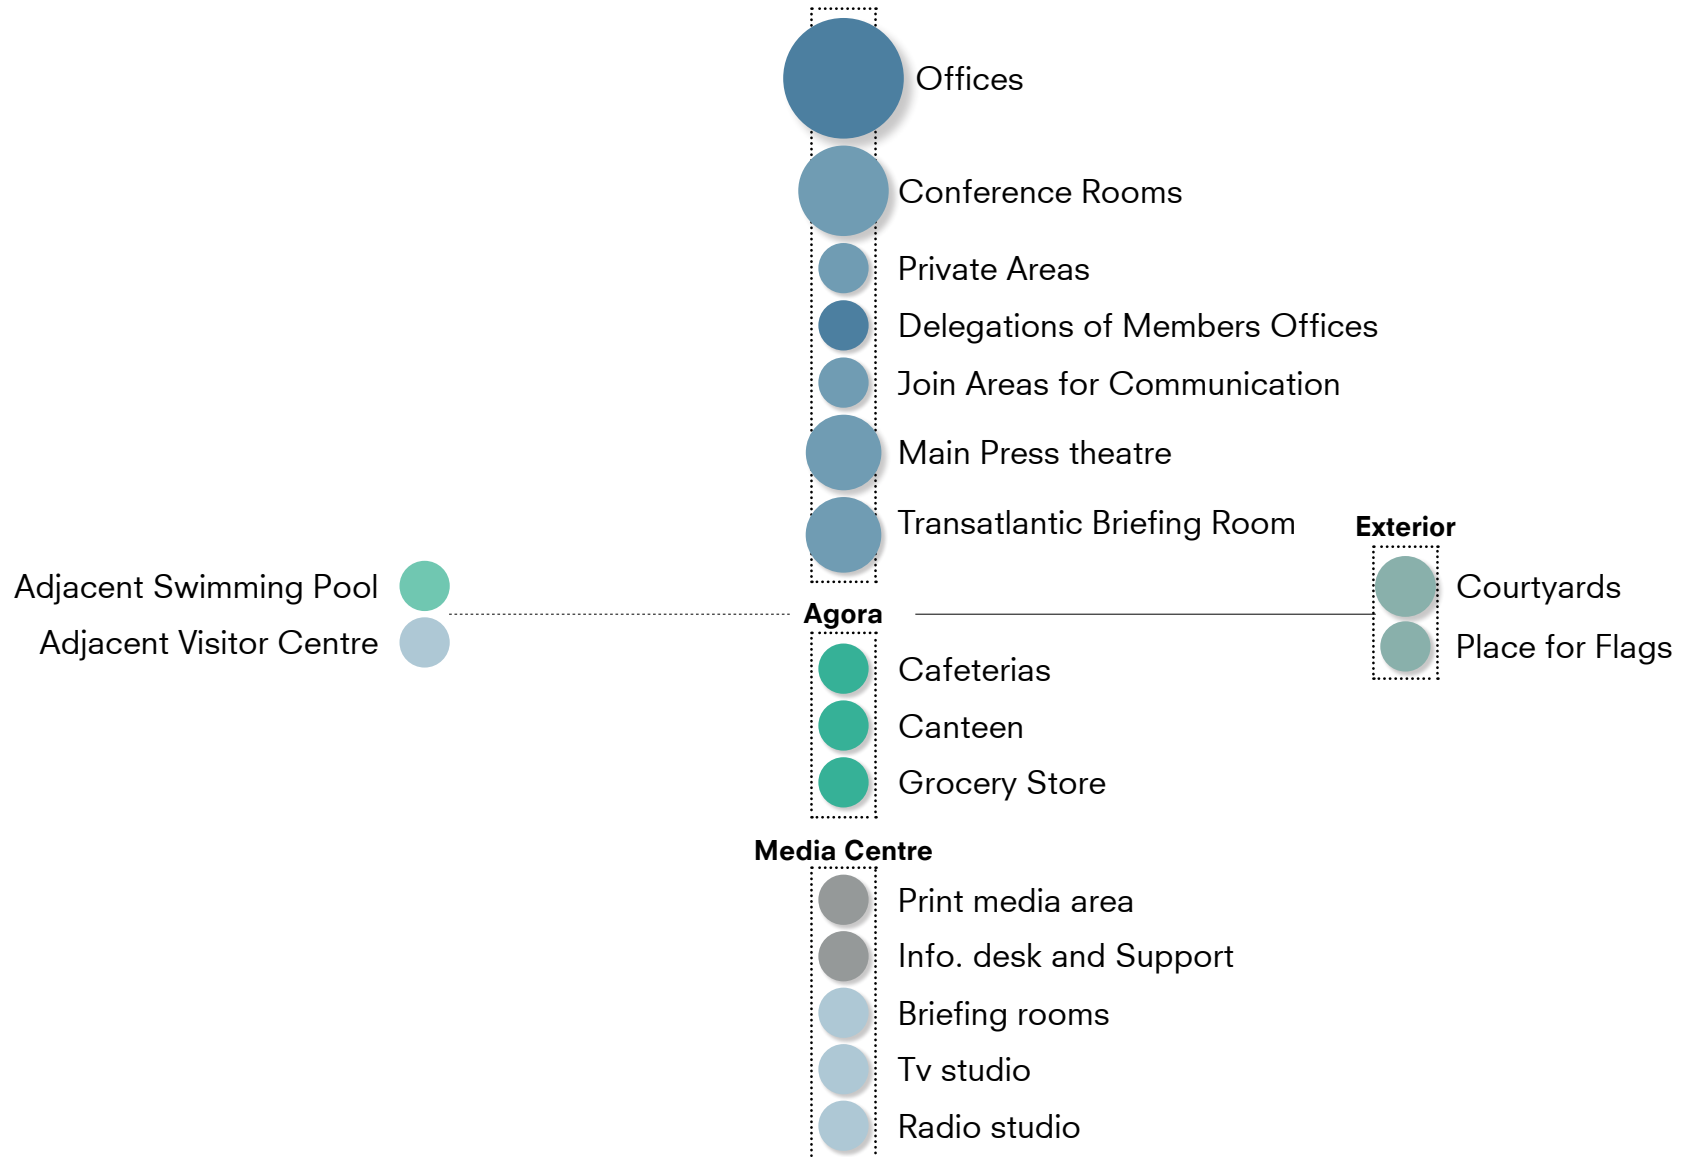 Offices
Conference Rooms
Private Areas
Delegations of Members Offices
Join Areas for Communication
Main Press theatre
Transatlantic Briefing Room
Exterior
Adjacent Swimming Pool
Courtyards
Agora
Adjacent Visitor Centre
Place for Flags
Cafeterias
Canteen
Grocery Store
Media Centre
Print media area
Info. desk and Support
Briefing rooms
Tv studio
Radio studio